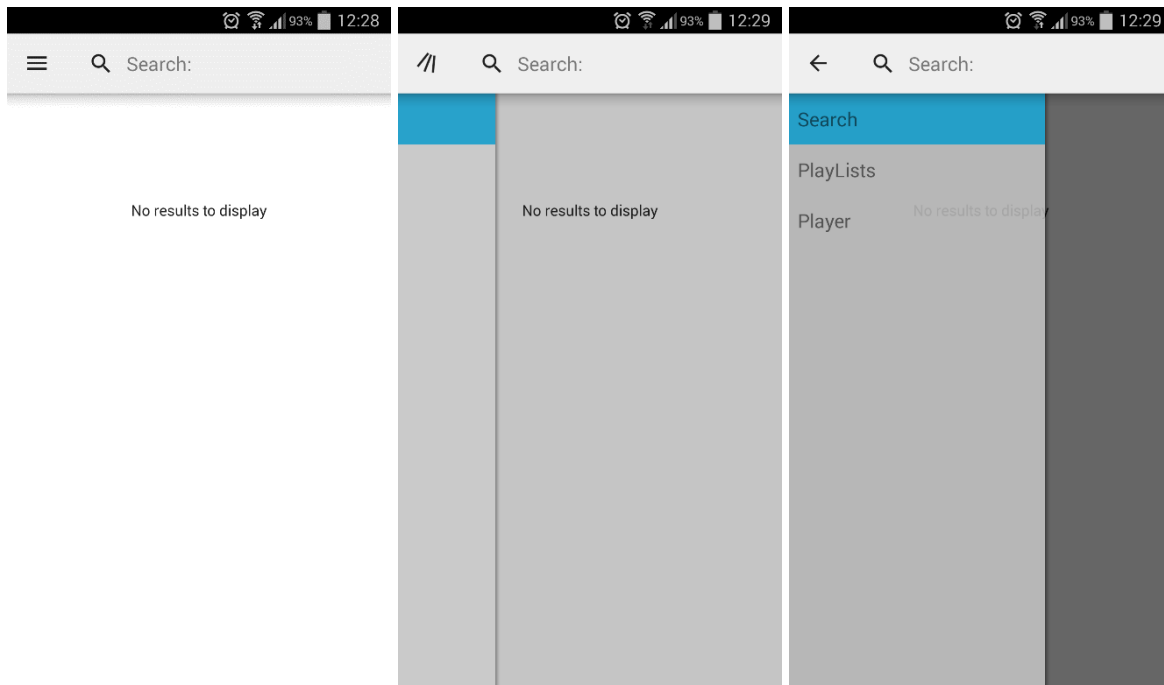 93% 12:28
Search:
No results to display
93% 12:29
Search:
No results to display
93% 12:29
Search:
Search
PlayLists
No results to display
Player